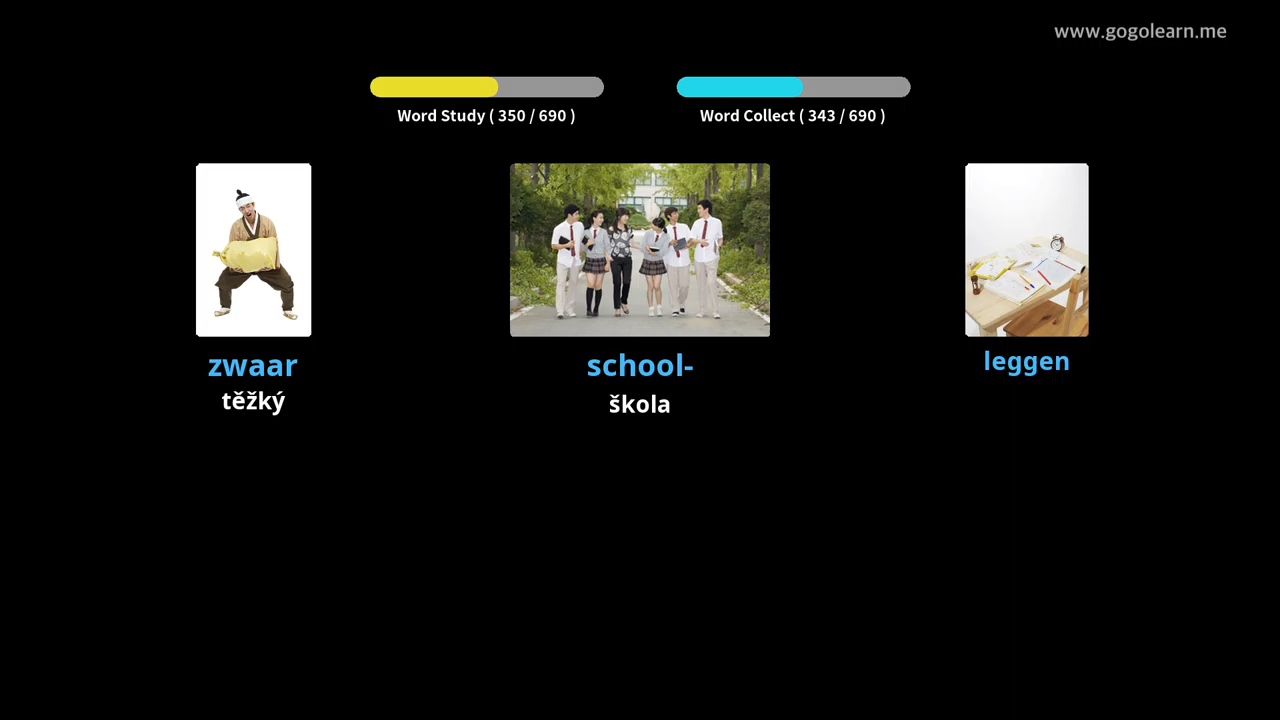 www.gogolearn.me
Word Study ( 350 / 690 )
Word Collect ( 343 / 690 )
zwaar
těžký
school-
škola
leggen